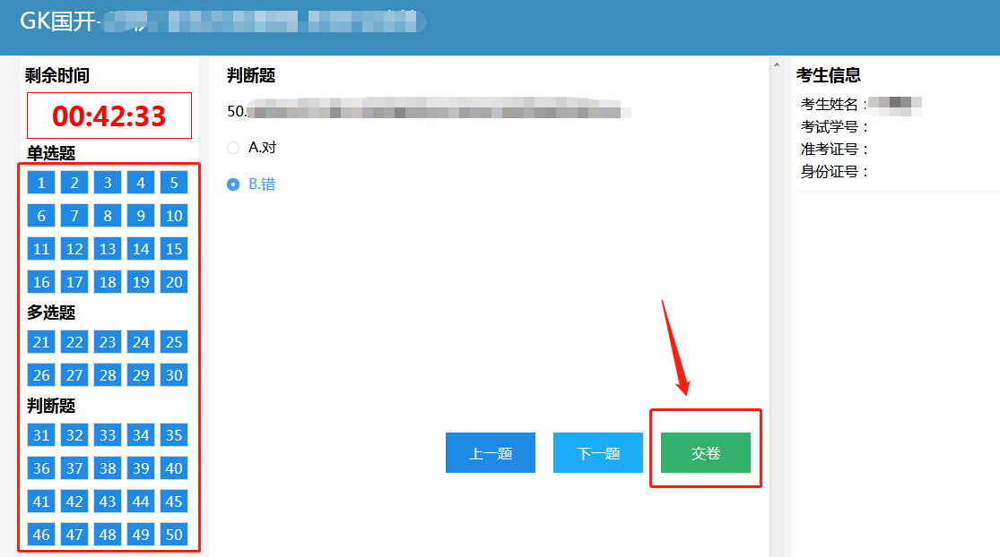 GK国开-
剩余时间
00:42:33
单选题
1 2 3 4 5
6 7 8 9 10
11 12 13 14 15
16 17 18 19 20
多选题
21 22 23 24 25
26 27 28 29 30
判断题
31 32 33 34 35
36 37 38 39 40
41 42 43 44 45
46 47 48 49 50
判断题
50.
A.对
B.错
上一题 下一题 交卷
考生信息
考生姓名：
考试学号：
准考证号：
身份证号：